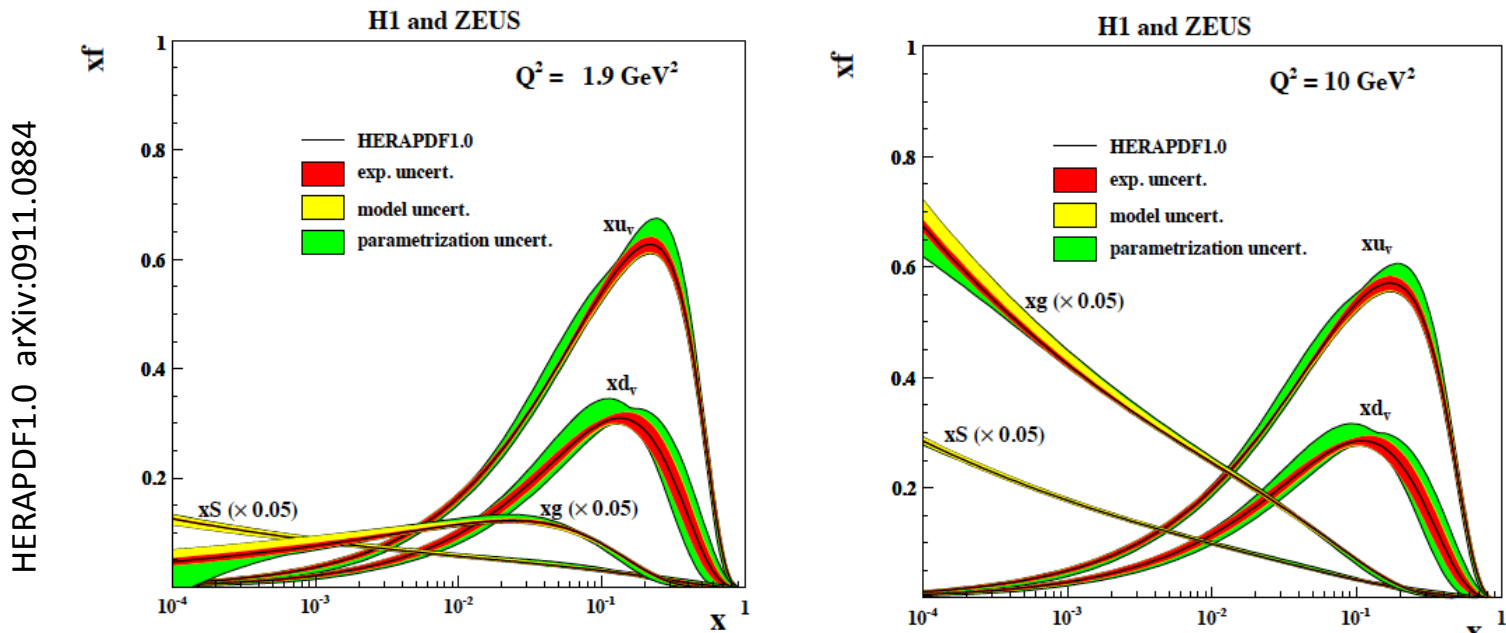 HERAPDF1.0 arXiv:0911.0884
H1 and ZEUS
xf
1
Q² = 1.9 GeV²
HERAPDF1.0
exp. uncert.
model uncert.
parametrization uncert.
0.8
0.6
0.4
0.2
xuᵥ
xdᵥ
xS (× 0.05)
xg (× 0.05)
10⁻⁴
10⁻³
10⁻²
10⁻¹
1
x
H1 and ZEUS
xf
1
Q² = 10 GeV²
HERAPDF1.0
exp. uncert.
model uncert.
parametrization uncert.
0.8
0.6
0.4
0.2
xuᵥ
xg (× 0.05)
xdᵥ
xS (× 0.05)
10⁻⁴
10⁻³
10⁻²
10⁻¹
1
x